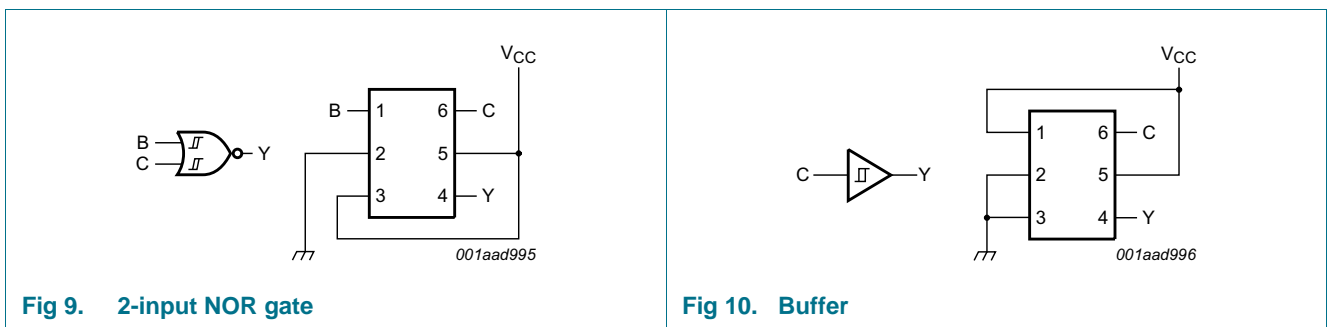 VCC
B
C
Y
B
1
2
3
6
5
4
C
Y
001aad995
Fig 9. 2-input NOR gate
VCC
C
Y
1
2
3
6
5
4
C
Y
001aad996
Fig 10. Buffer